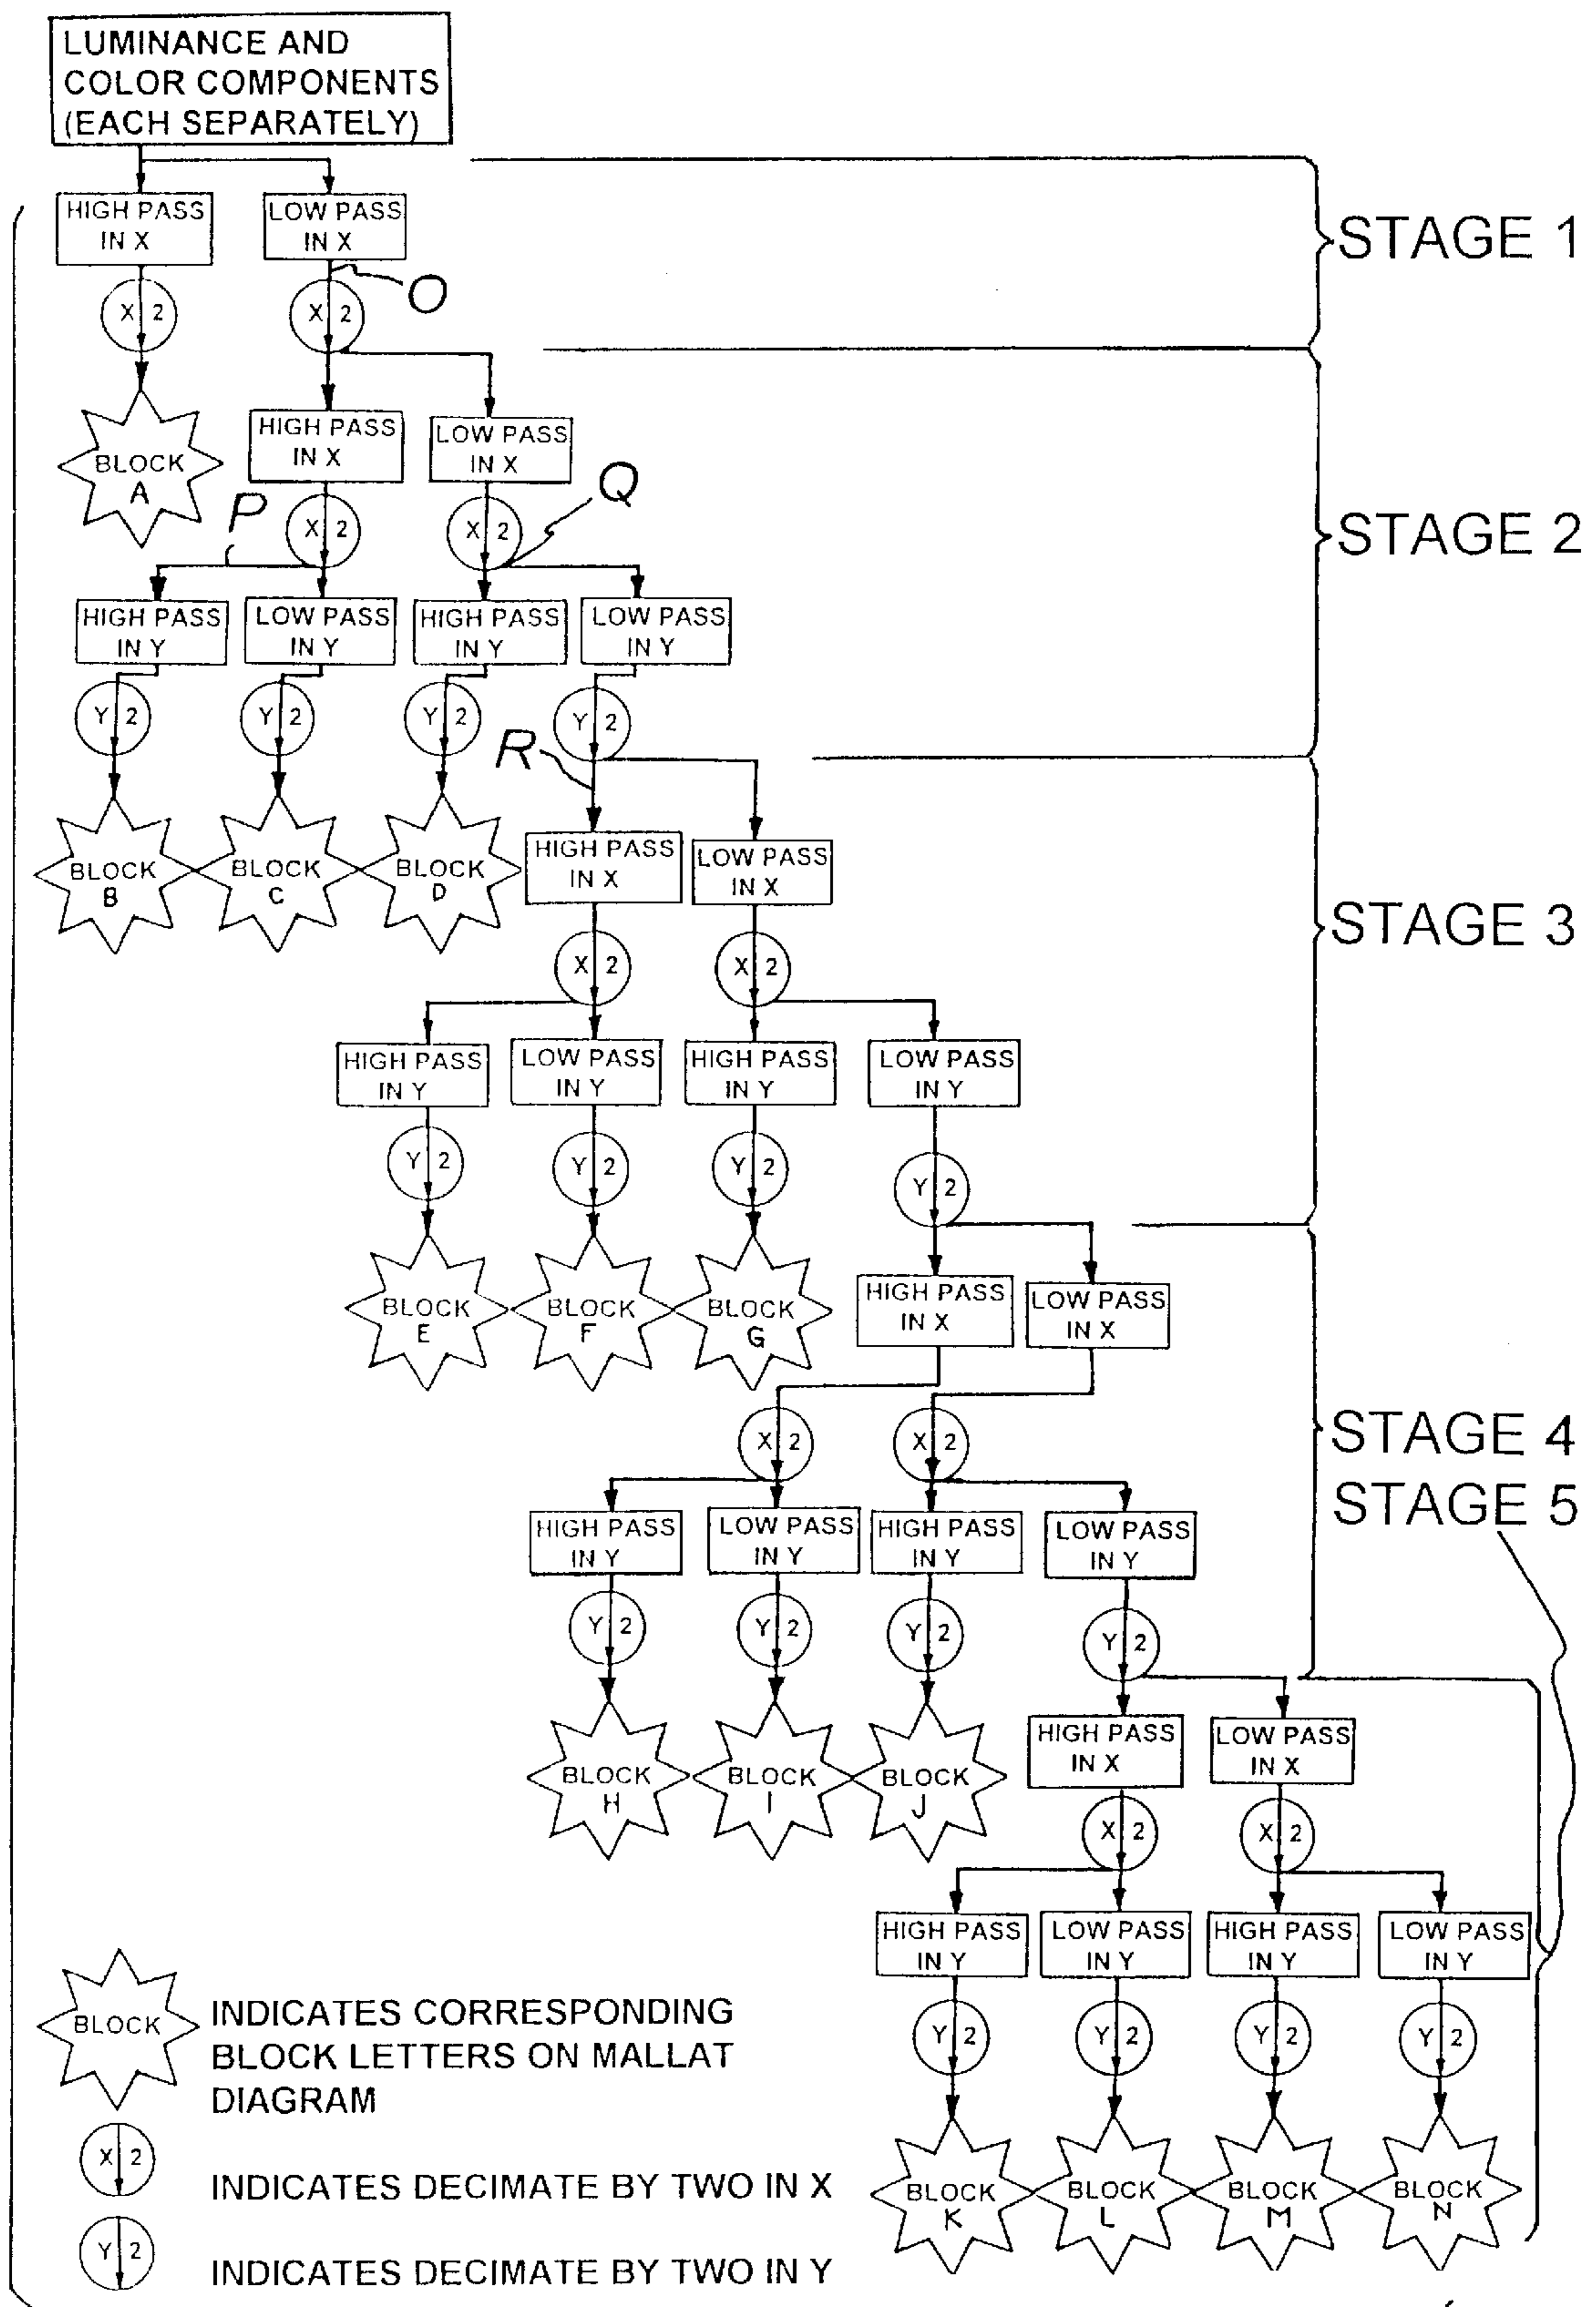 LUMINANCE AND
COLOR COMPONENTS
(EACH SEPARATELY)
HIGH PASS
IN X
LOW PASS
IN X
STAGE 1
O
X 2
X 2
HIGH PASS
IN X
LOW PASS
IN X
BLOCK
A
P
X 2
X 2
Q
STAGE 2
HIGH PASS
IN Y
LOW PASS
IN Y
HIGH PASS
IN Y
LOW PASS
IN Y
Y 2
Y 2
Y 2
Y 2
R
BLOCK
B
BLOCK
C
BLOCK
D
HIGH PASS
IN X
LOW PASS
IN X
STAGE 3
X 2
X 2
HIGH PASS
IN Y
LOW PASS
IN Y
HIGH PASS
IN Y
LOW PASS
IN Y
Y 2
Y 2
Y 2
Y 2
BLOCK
E
BLOCK
F
BLOCK
G
HIGH PASS
IN X
LOW PASS
IN X
X 2
X 2
STAGE 4
STAGE 5
HIGH PASS
IN Y
LOW PASS
IN Y
HIGH PASS
IN Y
LOW PASS
IN Y
Y 2
Y 2
Y 2
Y 2
BLOCK
H
BLOCK
I
BLOCK
J
HIGH PASS
IN X
LOW PASS
IN X
X 2
X 2
HIGH PASS
IN Y
LOW PASS
IN Y
HIGH PASS
IN Y
LOW PASS
IN Y
Y 2
Y 2
Y 2
Y 2
BLOCK
K
BLOCK
L
BLOCK
M
BLOCK
N
BLOCK
INDICATES CORRESPONDING
BLOCK LETTERS ON MALLAT
DIAGRAM
X 2
INDICATES DECIMATE BY TWO IN X
Y 2
INDICATES DECIMATE BY TWO IN Y